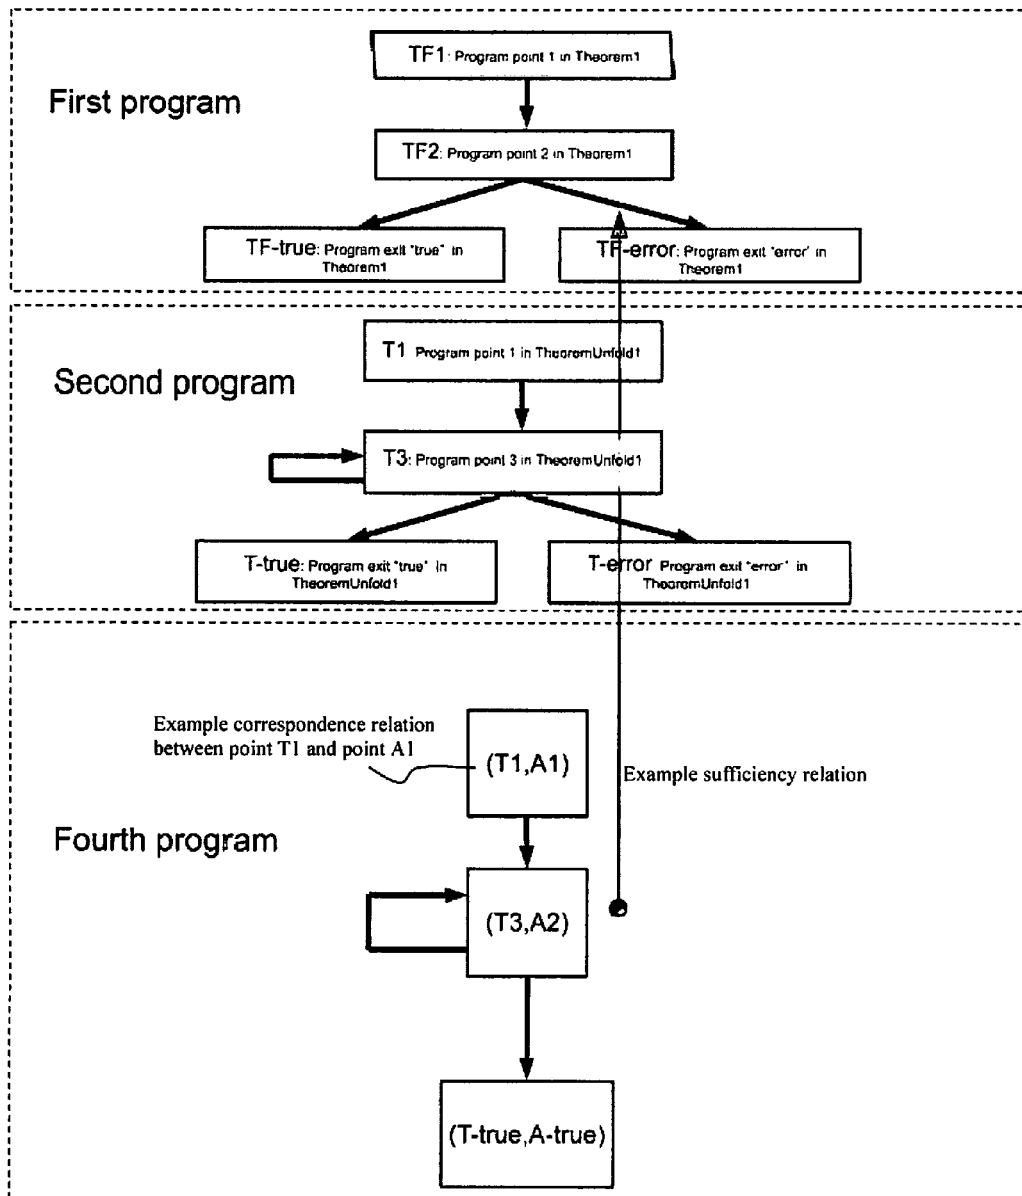 TF1: Program point 1 in Theorem1
First program
TF2: Program point 2 in Theorem1
TF-true: Program exit "true" in
Theorem1
TF-error: Program exit "error" in
Theorem1
T1 Program point 1 in TheoremUnfold1
Second program
T3: Program point 3 in TheoremUnfold1
T-true: Program exit "true" in
TheoremUnfold1
T-error Program exit "error" in
TheoremUnfold1
Example correspondence relation
between point T1 and point A1
(T1,A1)
Example sufficiency relation
Fourth program
(T3,A2)
(T-true,A-true)